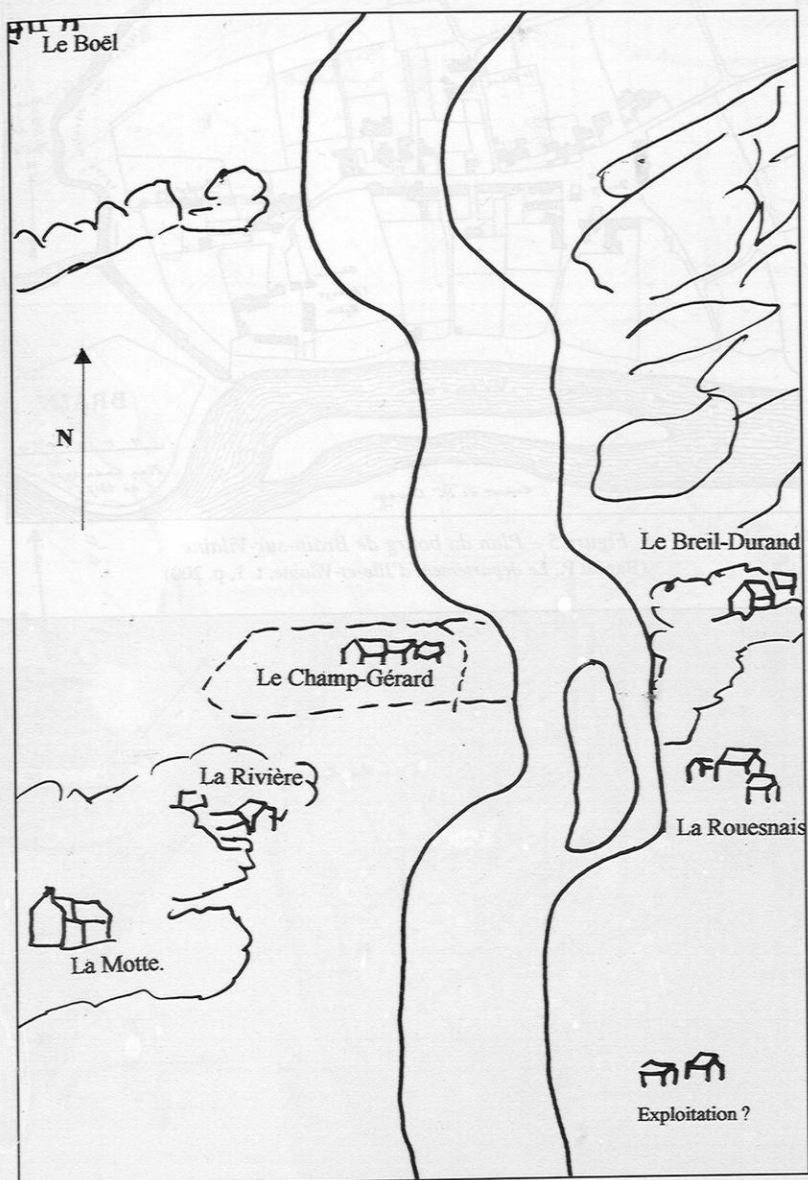 Le Boël
N
Le Breil-Durand
Le Champ-Gérard
La Rivière
La Rouesnais
La Motte.
Exploitation ?